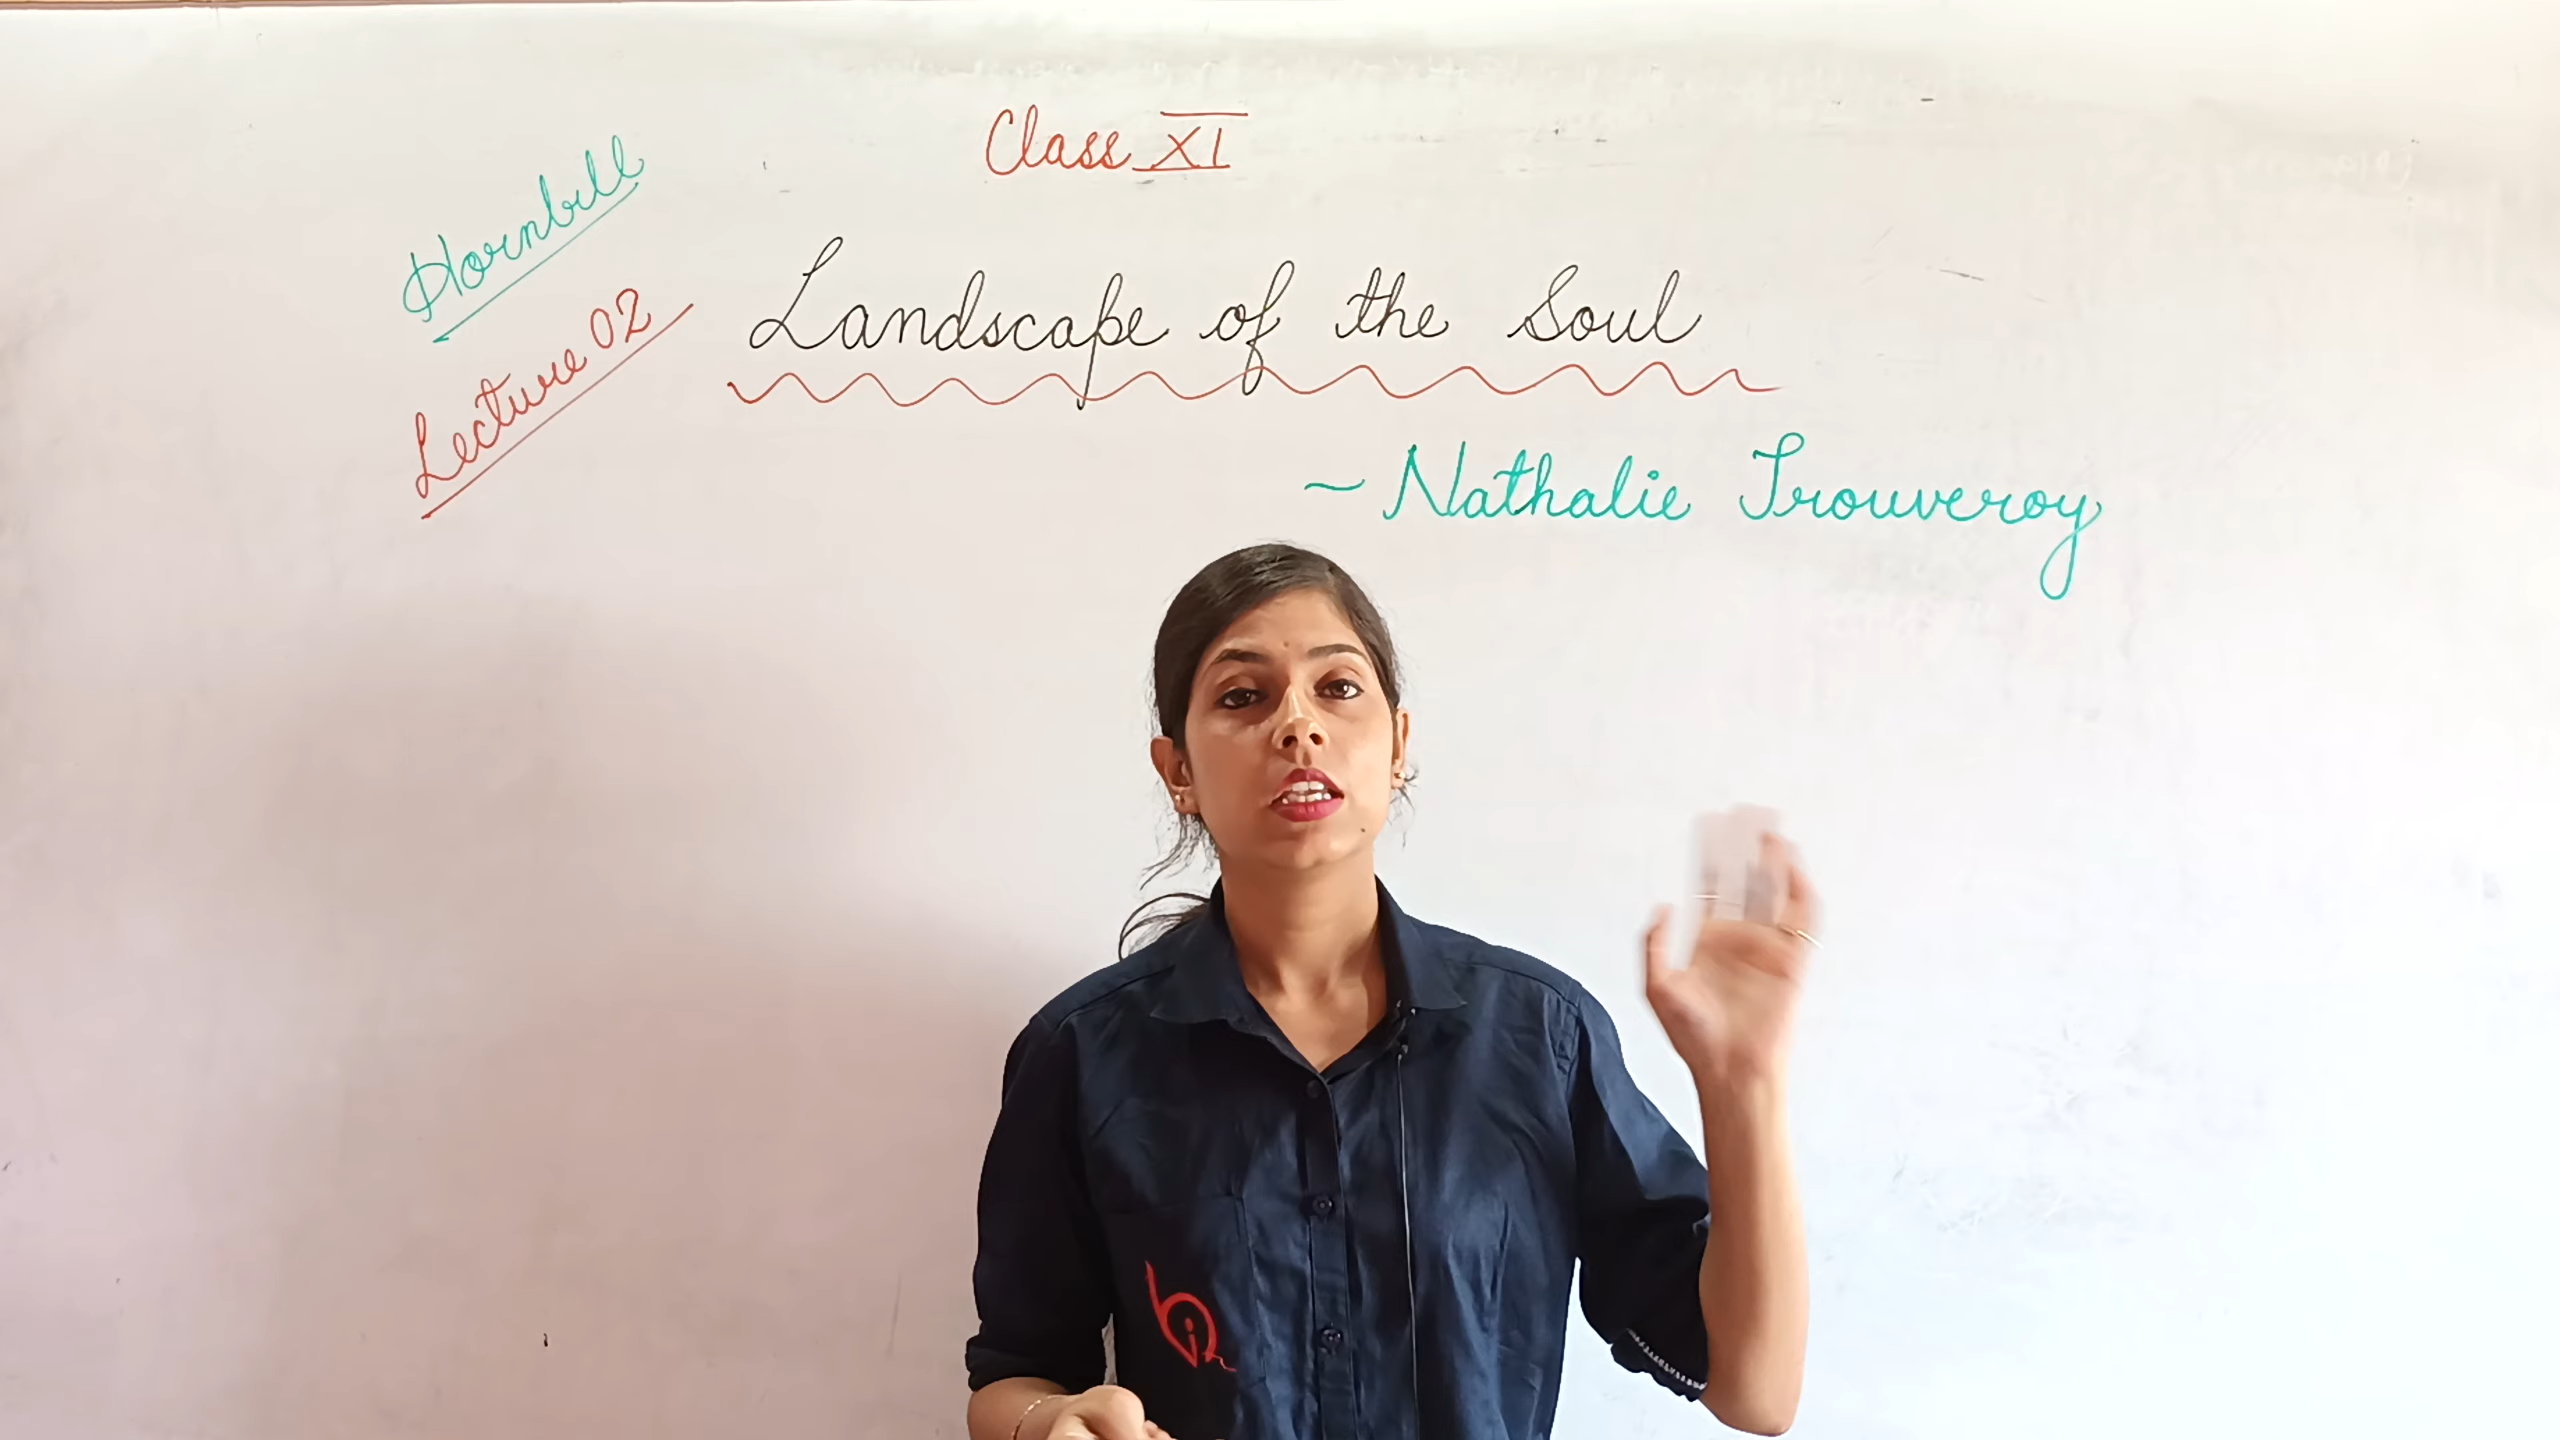 Class XI
Hornbill
Lecture 02
Landscape of the Soul
~ Nathalie Trouveroy